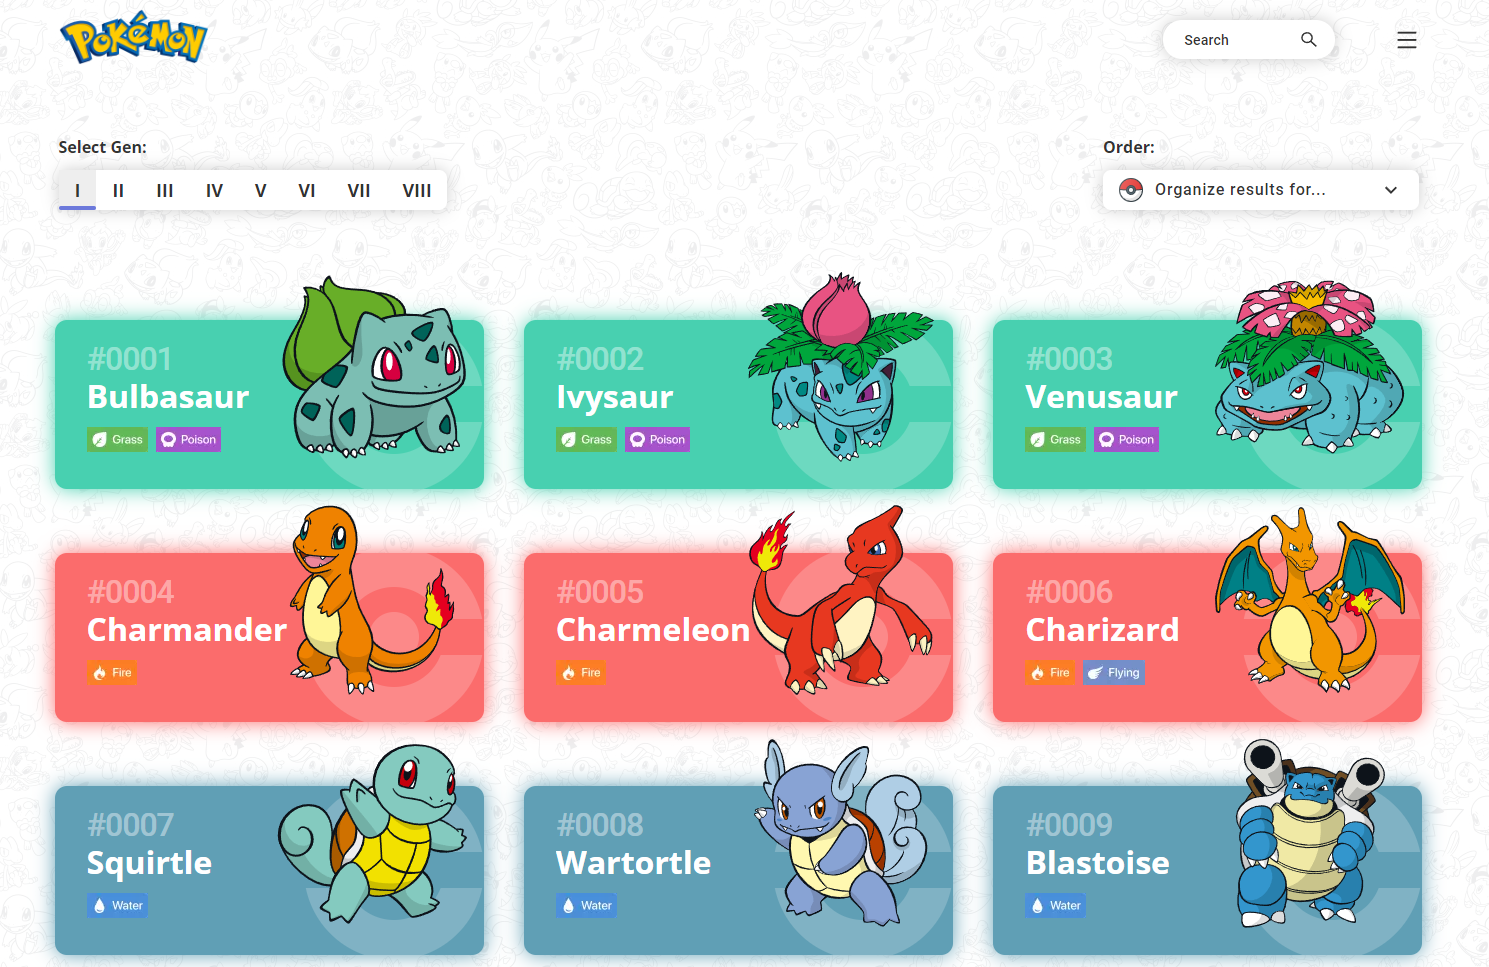 Pokémon
Search
Select Gen:
Order:
I II III IV V VI VII VIII
Organize results for...
#0001
Bulbasaur
Grass Poison
#0002
Ivysaur
Grass Poison
#0003
Venusaur
Grass Poison
#0004
Charmander
Fire
#0005
Charmeleon
Fire
#0006
Charizard
Fire Flying
#0007
Squirtle
Water
#0008
Wartortle
Water
#0009
Blastoise
Water